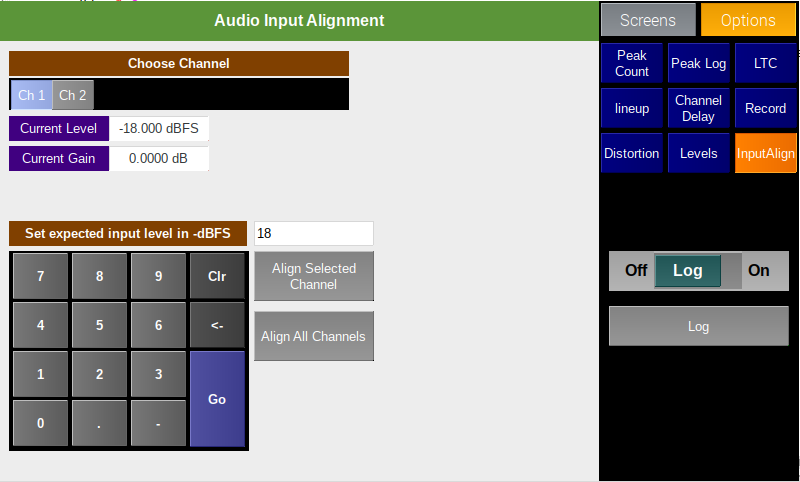 Audio Input Alignment
Screens
Options
Choose Channel
Ch 1
Ch 2
Peak
Count
Peak Log
LTC
lineup
Channel
Delay
Record
Distortion
Levels
InputAlign
Current Level
-18.000 dBFS
Current Gain
0.0000 dB
Set expected input level in -dBFS
18
7
8
9
Clr
4
5
6
<-
1
2
3
Go
0
.
-
Align Selected
Channel
Align All Channels
Off
Log
On
Log